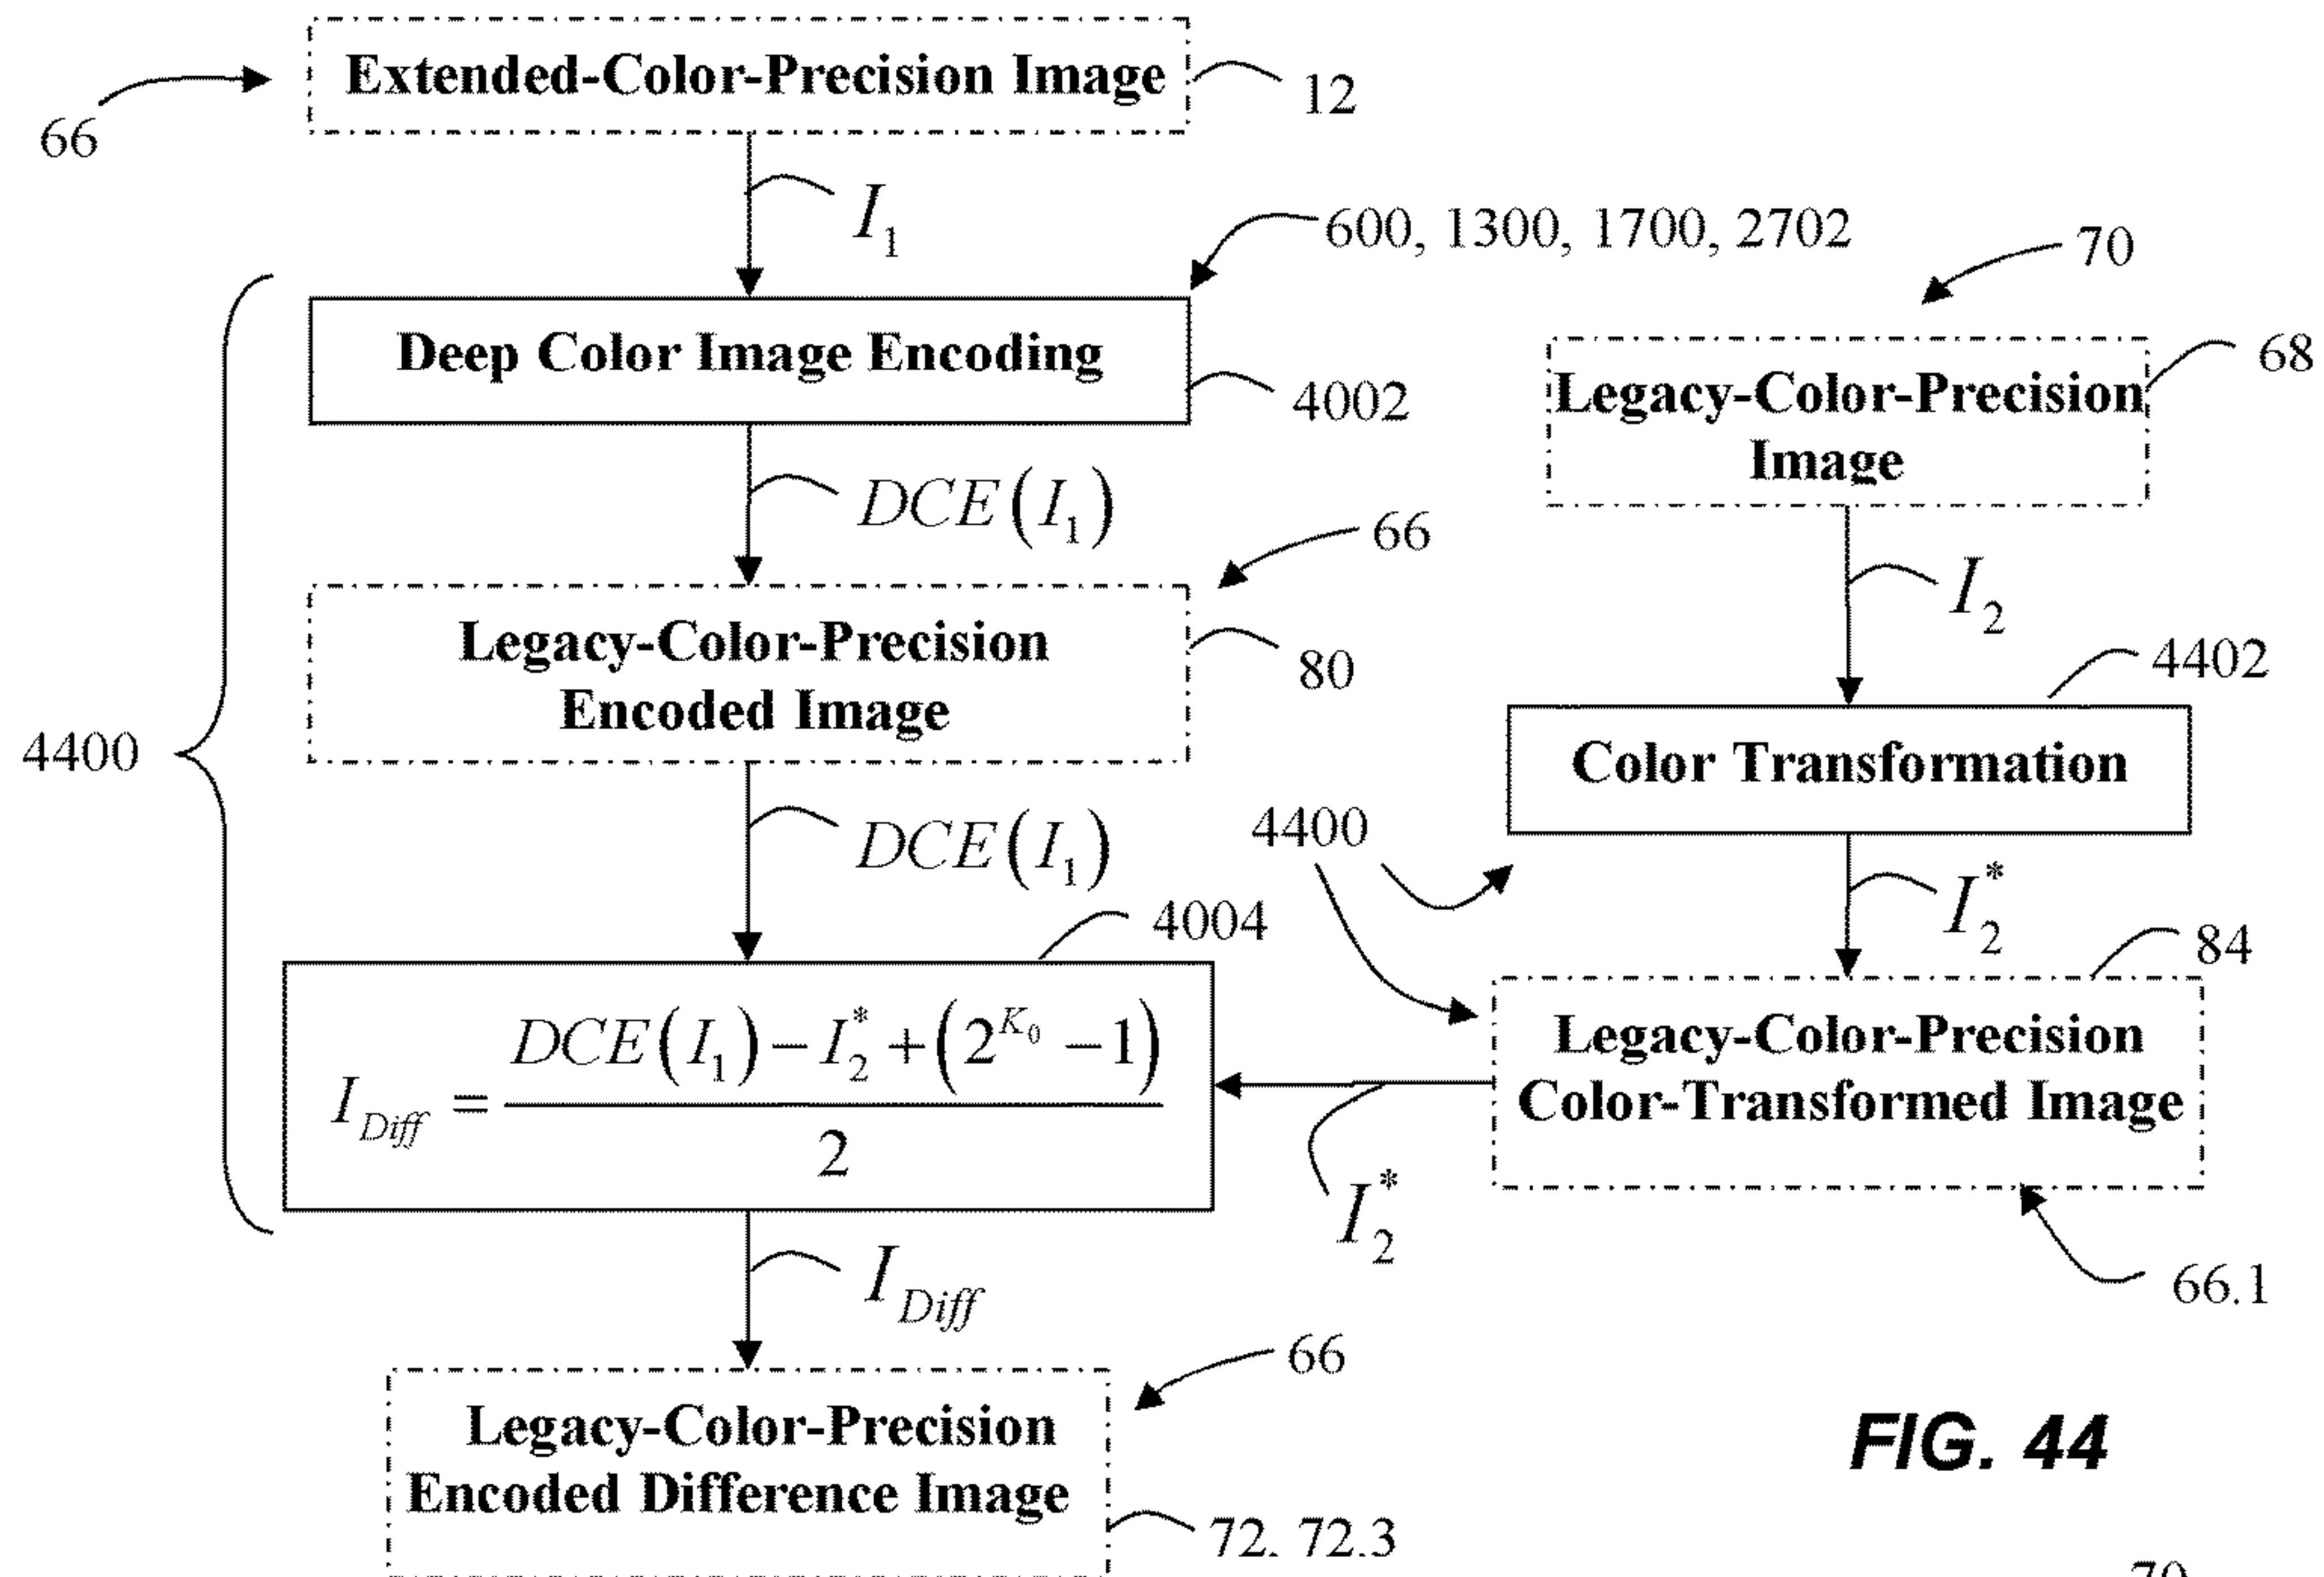 Extended-Color-Precision Image
12
66
I₁
600, 1300, 1700, 2702
70
Deep Color Image Encoding
4002
68
Legacy-Color-Precision
Image
DCE(I₁)
66
I₂
Legacy-Color-Precision
Encoded Image
80
4402
Color Transformation
4400
DCE(I₁)
4400
I₂*
4004
84
I_Diff = (DCE(I₁) − I₂* + (2^K₀ − 1)) / 2
Legacy-Color-Precision
Color-Transformed Image
I₂*
66.1
I_Diff
66
Legacy-Color-Precision
Encoded Difference Image
72, 72.3
FIG. 44